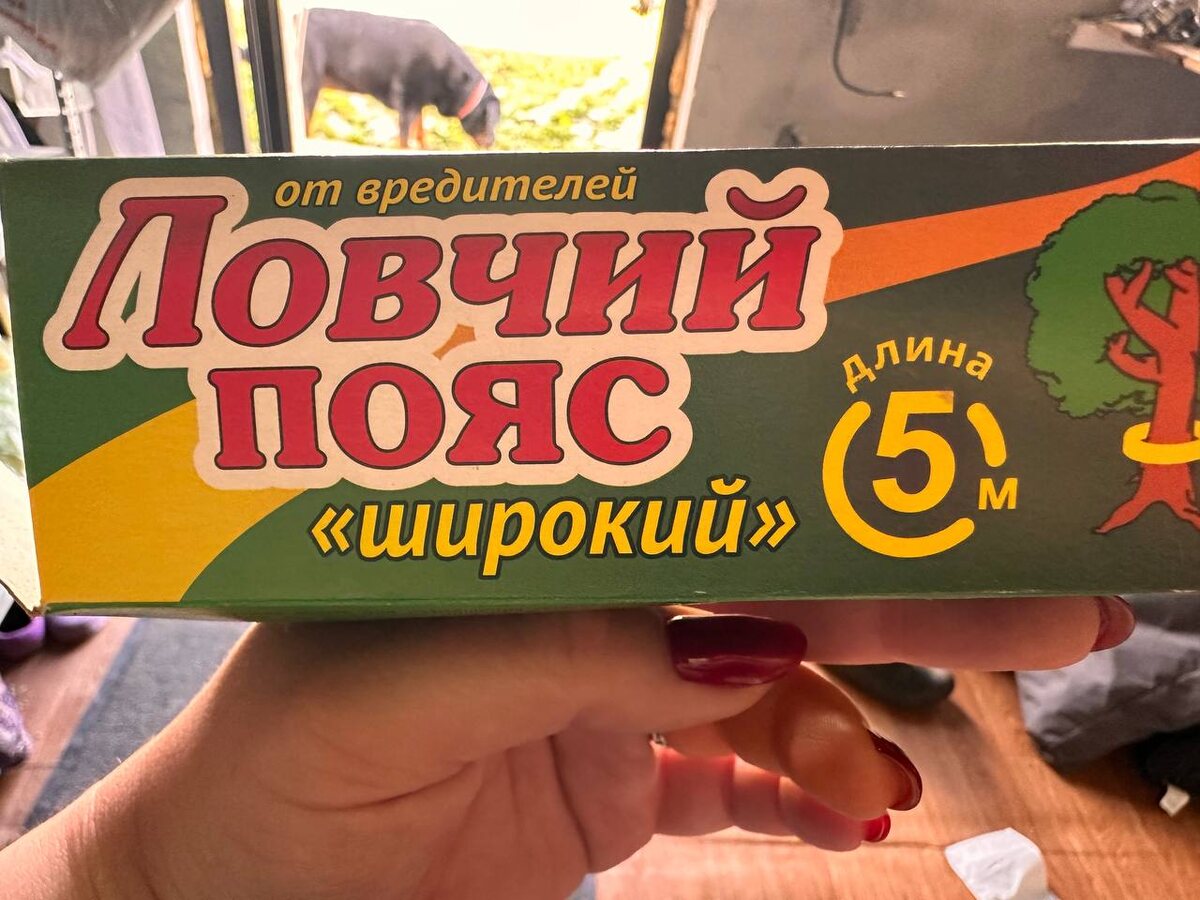 от вредителей
Ловчий
пояс
«широкий»
длина
5 м